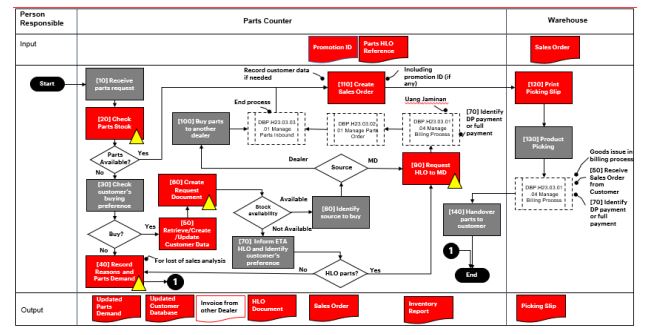 Person
Responsible
Parts Counter
Warehouse
Input
Promotion ID
Parts HLO
Reference
Sales Order
Start
[10] Receive
parts request
Record customer data
if needed
[110] Create
Sales Order
Including
promotion ID (if
any)
[120] Print
Picking Slip
[20] Check
Parts Stock
End process
Uang Jaminan
[70] Identify
DP payment
or full
payment
[100] Buy parts
to another
dealer
DBP.H23.03.03
.01 Manage
Parts Inbound
DBP.H23.03.02.
01 Manage Parts
Order
DBP.H23.03.01
.04 Manage
Billing Process
[130] Product
Picking
Parts
Available?
Yes
No
Dealer
Source
MD
[90] Request
HLO to MD
Goods issue in
billing process
[50] Receive
Sales Order
from
Customer
[70] Identify
DP payment
or full
payment
DBP.H23.03.01
.04 Manage
Billing Process
[30] Check
customer's
buying
preference
[60] Create
Request
Document
Stock
availability
Available
Not Available
[80] Identify
source to buy
[140] Handover
parts to
customer
Buy?
Yes
No
[50]
Retrieve/Create
/Update
Customer Data
[70] Inform ETA
HLO and Identify
customer's
preference
1
End
[40] Record
Reasons and
Parts Demand
For lost of sales analysis
1
No
HLO parts?
Yes
Output
Updated
Parts
Demand
Updated
Customer
Database
Invoice from
other Dealer
HLO
Document
Sales Order
Inventory
Report
Picking Slip